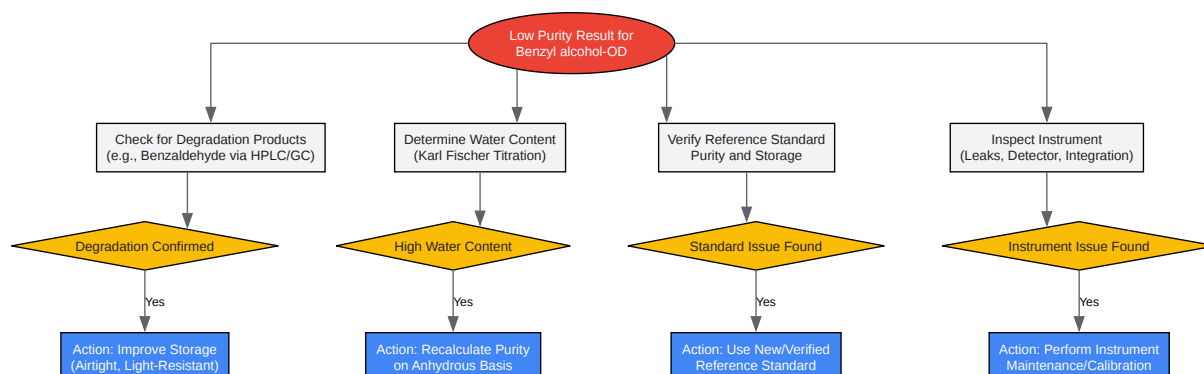 Low Purity Result for
Benzyl alcohol-OD
Check for Degradation Products
(e.g., Benzaldehyde via HPLC/GC)
Determine Water Content
(Karl Fischer Titration)
Verify Reference Standard
Purity and Storage
Inspect Instrument
(Leaks, Detector, Integration)
Degradation Confirmed
High Water Content
Standard Issue Found
Instrument Issue Found
Yes
Yes
Yes
Yes
Action: Improve Storage
(Airtight, Light-Resistant)
Action: Recalculate Purity
on Anhydrous Basis
Action: Use New/Verified
Reference Standard
Action: Perform Instrument
Maintenance/Calibration